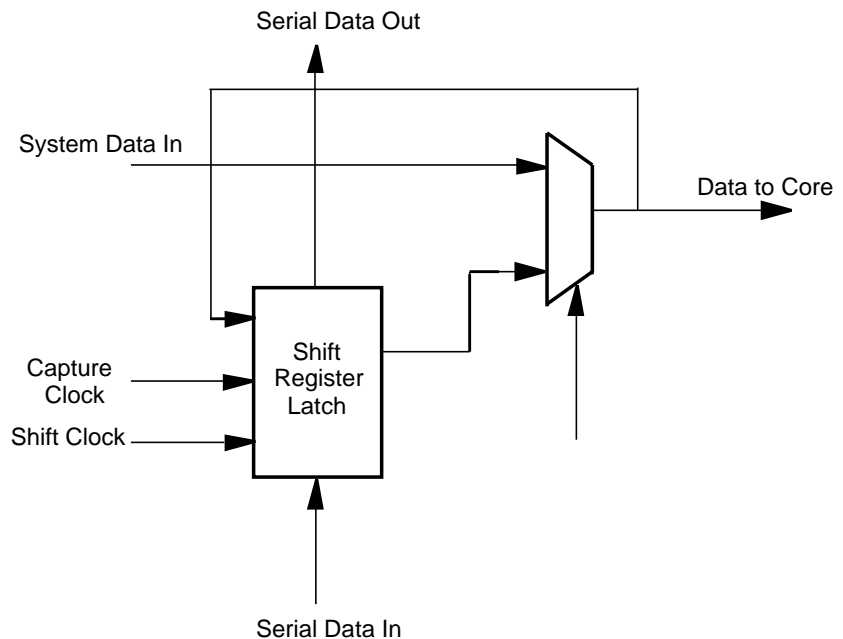 Serial Data Out
System Data In
Data to Core
Shift
Register
Latch
Capture
Clock
Shift Clock
Serial Data In